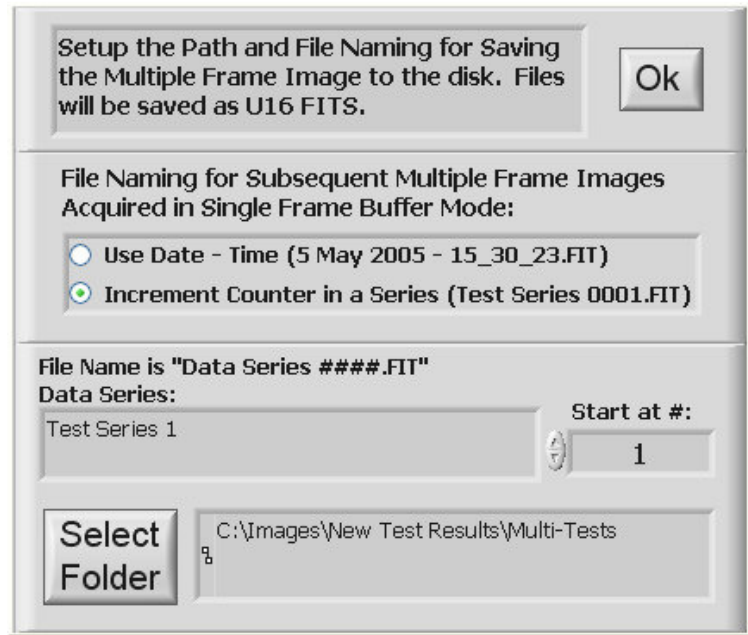 Setup the Path and File Naming for Saving
the Multiple Frame Image to the disk. Files
will be saved as U16 FITS.
Ok
File Naming for Subsequent Multiple Frame Images
Acquired in Single Frame Buffer Mode:
Use Date - Time (5 May 2005 - 15_30_23.FIT)
Increment Counter in a Series (Test Series 0001.FIT)
File Name is "Data Series ####.FIT"
Data Series:
Test Series 1
Start at #:
1
Select
Folder
C:\Images\New Test Results\Multi-Tests